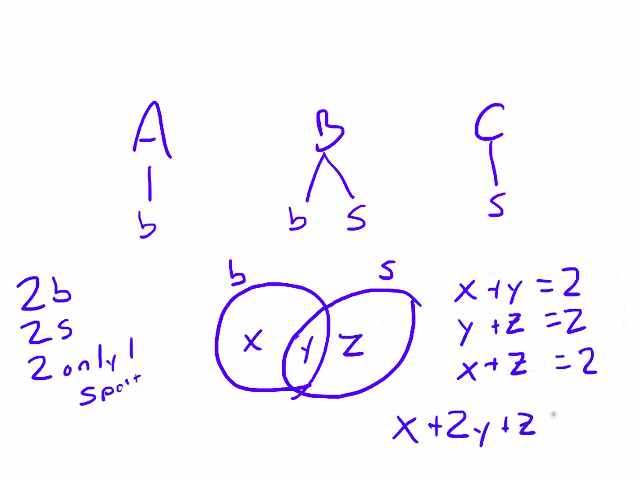 A B C
b b s s
2b
2s
2 only 1
sport
b s
x y z
x + y = 2
y + z = 2
x + z = 2
x + 2y + z